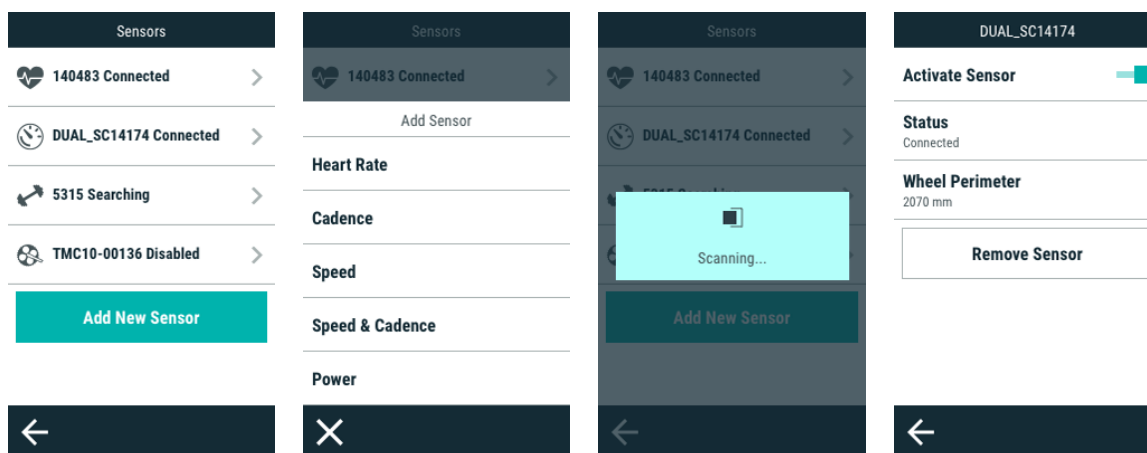 Sensors
140483 Connected
DUAL_SC14174 Connected
5315 Searching
TMC10-00136 Disabled
Add New Sensor
Sensors
140483 Connected
Add Sensor
Heart Rate
Cadence
Speed
Speed & Cadence
Power
Sensors
140483 Connected
DUAL_SC14174 Connected
5315 Searching
Scanning...
Add New Sensor
DUAL_SC14174
Activate Sensor
Status
Connected
Wheel Perimeter
2070 mm
Remove Sensor